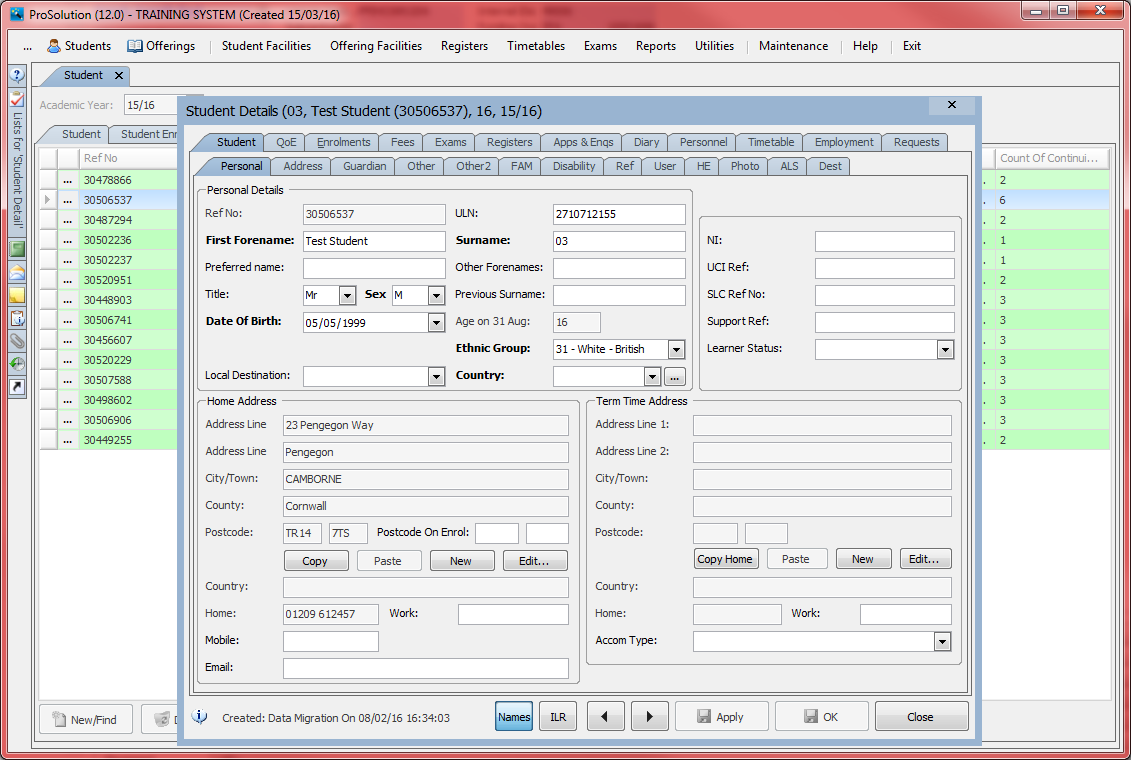 ProSolution (12.0) - TRAINING SYSTEM (Created 15/03/16)
... Students Offerings Student Facilities Offering Facilities Registers Timetables Exams Reports Utilities Maintenance Help Exit
Student
Academic Year: 15/16
Student Student Enr
Lists for 'Student Detail'
Ref No Count Of Continui...
... 30478866 . 2
... 30506537 . 6
... 30487294 . 2
... 30502236 . 1
... 30502237 . 1
... 30520951 . 2
... 30448903 . 3
... 30506741 . 3
... 30456607 . 3
... 30520229 . 3
... 30507588 . 3
... 30498602 . 3
... 30506906 . 3
... 30449255 . 2
New/Find
Student Details (03, Test Student (30506537), 16, 15/16)
Student QoE Enrolments Fees Exams Registers Apps & Enqs Diary Personnel Timetable Employment Requests
Personal Address Guardian Other Other2 FAM Disability Ref User HE Photo ALS Dest
Personal Details
Ref No: 30506537 ULN: 2710712155
First Forename: Test Student Surname: 03
Preferred name: Other Forenames:
Title: Mr Sex M Previous Surname:
Date Of Birth: 05/05/1999 Age on 31 Aug: 16
Ethnic Group: 31 - White - British
Local Destination: Country: ...
NI:
UCI Ref:
SLC Ref No:
Support Ref:
Learner Status:
Home Address
Address Line 23 Pengegon Way
Address Line Pengegon
City/Town: CAMBORNE
County: Cornwall
Postcode: TR14 7TS Postcode On Enrol:
Copy Paste New Edit...
Country:
Home: 01209 612457 Work:
Mobile:
Email:
Term Time Address
Address Line 1:
Address Line 2:
City/Town:
County:
Postcode:
Copy Home Paste New Edit...
Country:
Home: Work:
Accom Type:
Created: Data Migration On 08/02/16 16:34:03 Names ILR Apply OK Close